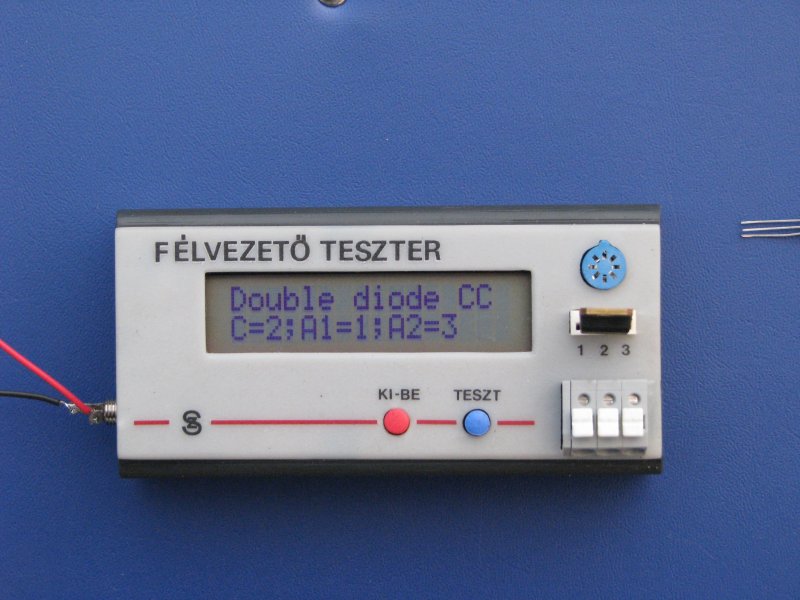 FÉLVEZETŐ TESZTER
Double diode CC
C=2;A1=1;A2=3
1 2 3
KI-BE TESZT